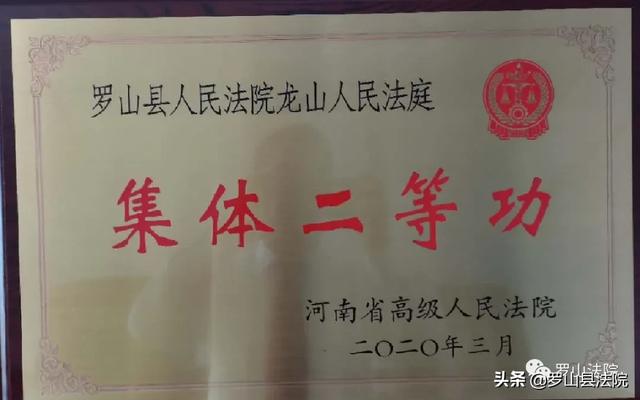 罗山县人民法院龙山人民法庭
集体二等功
河南省高级人民法院
二〇二〇年三月
罗山法院
头条@罗山县法院